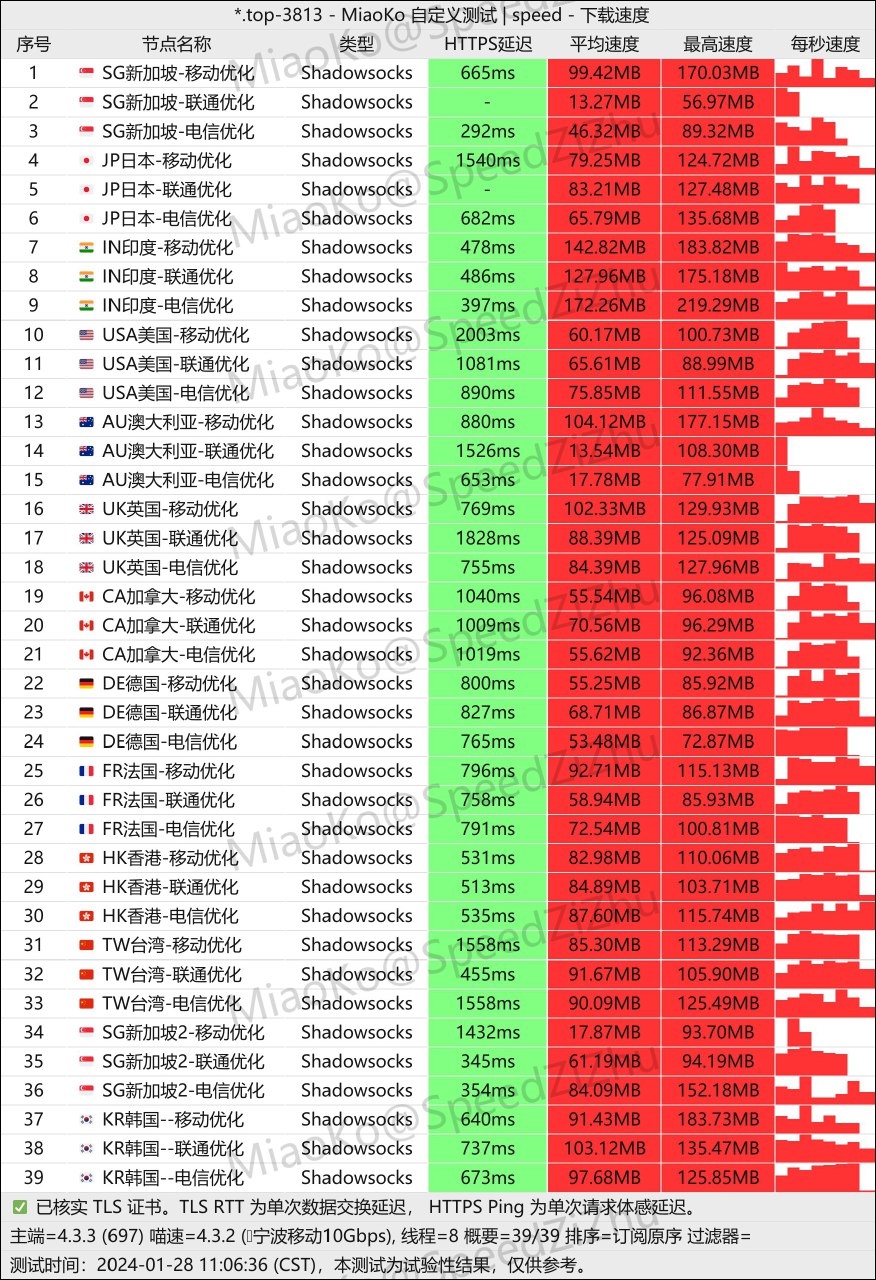 *.top-3813 - MiaoKo 自定义测试 | speed - 下载速度
序号 节点名称 类型 HTTPS延迟 平均速度 最高速度 每秒速度
1 SG新加坡-移动优化 Shadowsocks 665ms 99.42MB 170.03MB
2 SG新加坡-联通优化 Shadowsocks - 13.27MB 56.97MB
3 SG新加坡-电信优化 Shadowsocks 292ms 46.32MB 89.32MB
4 JP日本-移动优化 Shadowsocks 1540ms 79.25MB 124.72MB
5 JP日本-联通优化 Shadowsocks - 83.21MB 127.48MB
6 JP日本-电信优化 Shadowsocks 682ms 65.79MB 135.68MB
7 IN印度-移动优化 Shadowsocks 478ms 142.82MB 183.82MB
8 IN印度-联通优化 Shadowsocks 486ms 127.96MB 175.18MB
9 IN印度-电信优化 Shadowsocks 397ms 172.26MB 219.29MB
10 USA美国-移动优化 Shadowsocks 2003ms 60.17MB 100.73MB
11 USA美国-联通优化 Shadowsocks 1081ms 65.61MB 88.99MB
12 USA美国-电信优化 Shadowsocks 890ms 75.85MB 111.55MB
13 AU澳大利亚-移动优化 Shadowsocks 880ms 104.12MB 177.15MB
14 AU澳大利亚-联通优化 Shadowsocks 1526ms 13.54MB 108.30MB
15 AU澳大利亚-电信优化 Shadowsocks 653ms 17.78MB 77.91MB
16 UK英国-移动优化 Shadowsocks 769ms 102.33MB 129.93MB
17 UK英国-联通优化 Shadowsocks 1828ms 88.39MB 125.09MB
18 UK英国-电信优化 Shadowsocks 755ms 84.39MB 127.96MB
19 CA加拿大-移动优化 Shadowsocks 1040ms 55.54MB 96.08MB
20 CA加拿大-联通优化 Shadowsocks 1009ms 70.56MB 96.29MB
21 CA加拿大-电信优化 Shadowsocks 1019ms 55.62MB 92.36MB
22 DE德国-移动优化 Shadowsocks 800ms 55.25MB 85.92MB
23 DE德国-联通优化 Shadowsocks 827ms 68.71MB 86.87MB
24 DE德国-电信优化 Shadowsocks 765ms 53.48MB 72.87MB
25 FR法国-移动优化 Shadowsocks 796ms 92.71MB 115.13MB
26 FR法国-联通优化 Shadowsocks 758ms 58.94MB 85.93MB
27 FR法国-电信优化 Shadowsocks 791ms 72.54MB 100.81MB
28 HK香港-移动优化 Shadowsocks 531ms 82.98MB 110.06MB
29 HK香港-联通优化 Shadowsocks 513ms 84.89MB 103.71MB
30 HK香港-电信优化 Shadowsocks 535ms 87.60MB 115.74MB
31 TW台湾-移动优化 Shadowsocks 1558ms 85.30MB 113.29MB
32 TW台湾-联通优化 Shadowsocks 455ms 91.67MB 105.90MB
33 TW台湾-电信优化 Shadowsocks 1558ms 90.09MB 125.49MB
34 SG新加坡2-移动优化 Shadowsocks 1432ms 17.87MB 93.70MB
35 SG新加坡2-联通优化 Shadowsocks 345ms 61.19MB 94.19MB
36 SG新加坡2-电信优化 Shadowsocks 354ms 84.09MB 152.18MB
37 KR韩国--移动优化 Shadowsocks 640ms 91.43MB 183.73MB
38 KR韩国--联通优化 Shadowsocks 737ms 103.12MB 135.47MB
39 KR韩国--电信优化 Shadowsocks 673ms 97.68MB 125.85MB
✅ 已核实 TLS 证书。TLS RTT 为单次数据交换延迟， HTTPS Ping 为单次请求体感延迟。
主端=4.3.3 (697) 喵速=4.3.2 (宁波移动10Gbps), 线程=8 概要=39/39 排序=订阅原序 过滤器=
测试时间：2024-01-28 11:06:36 (CST)，本测试为试验性结果，仅供参考。
MiaoKo@SpeedZiZhu